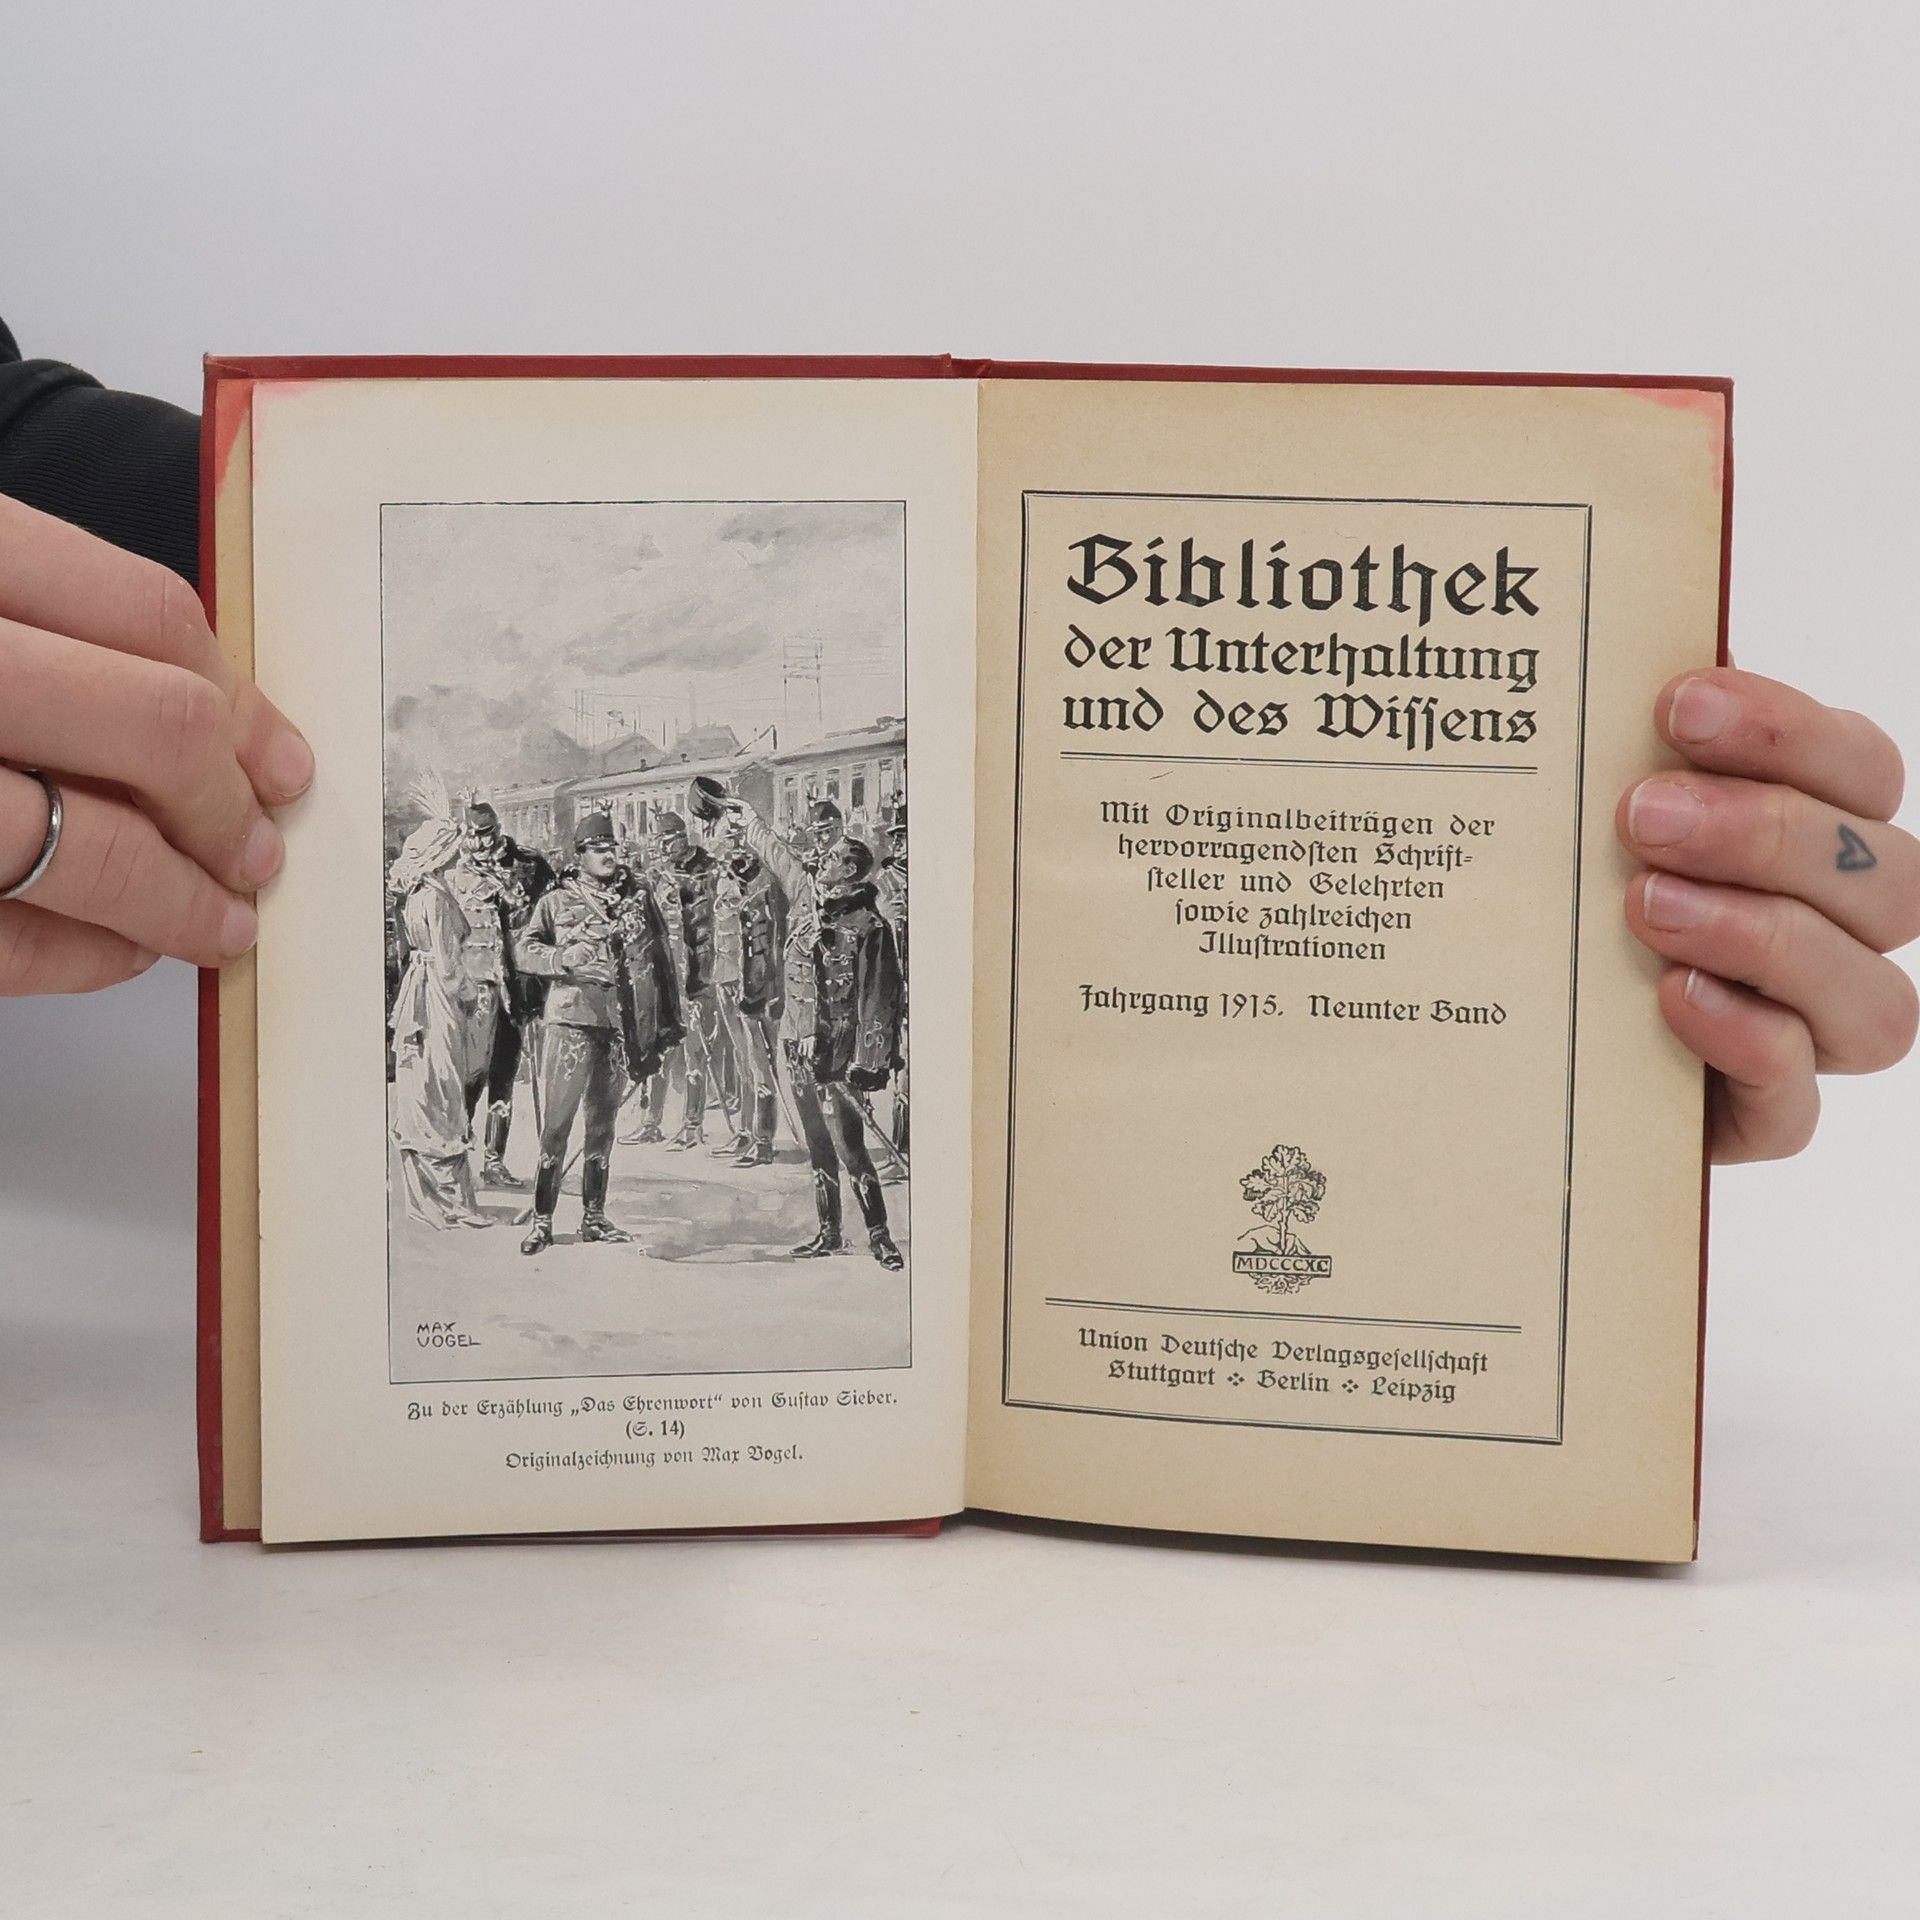 MAX
VOGEL
Zu der Erzählung „Das Ehrenwort“ von Guſtav Sieber.
(S. 14)
Originalzeichnung von Max Vogel.
Bibliothek
der Unterhaltung
und des Wiſſens
Mit Originalbeiträgen der
hervorragendſten Schrift-
ſteller und Gelehrten
ſowie zahlreichen
Illuſtrationen
Jahrgang 1915. Neunter Band
MDCCCXC
Union Deutſche Verlagsgeſellſchaft
Stuttgart ❖ Berlin ❖ Leipzig